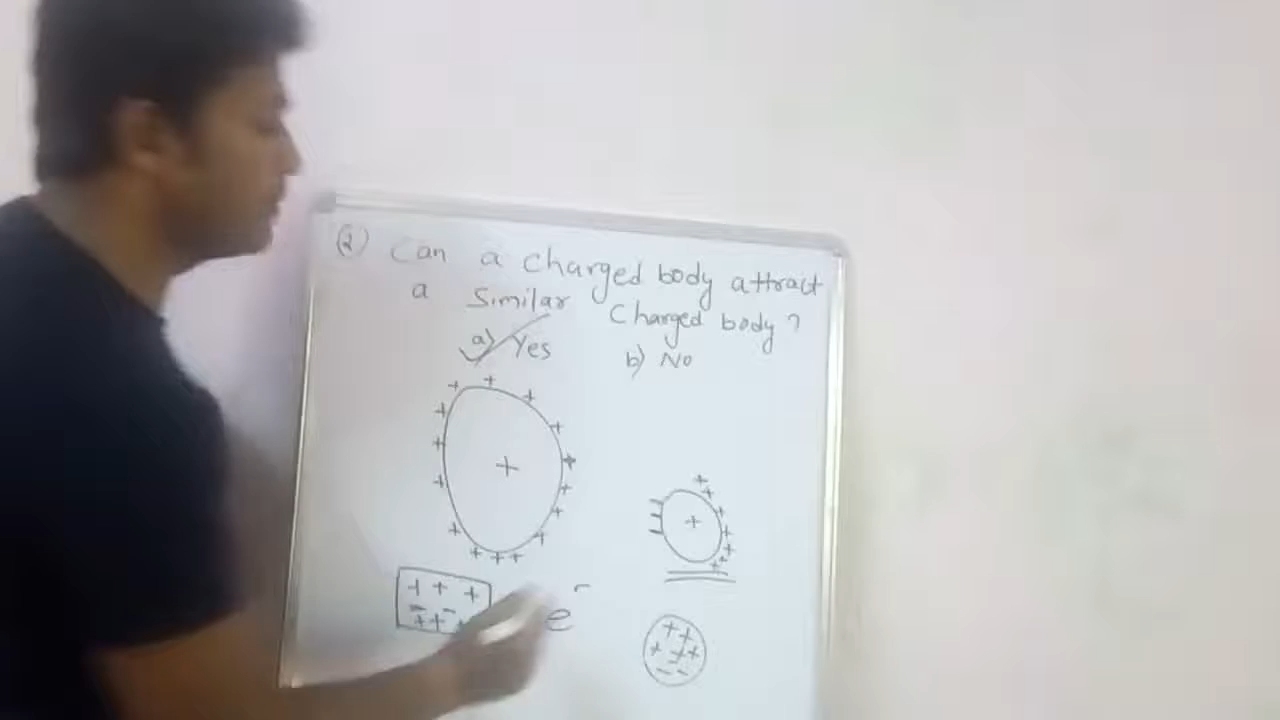 (2) Can a charged body attract
a Similar Charged body?
a) Yes b) No
+ + +
+ +
+ +
+ + +
+ +
+ +
+ + + +
+ +
+
+ +
+
+
+ + +
- -
+ +
e-
+ +
+ + +
- -